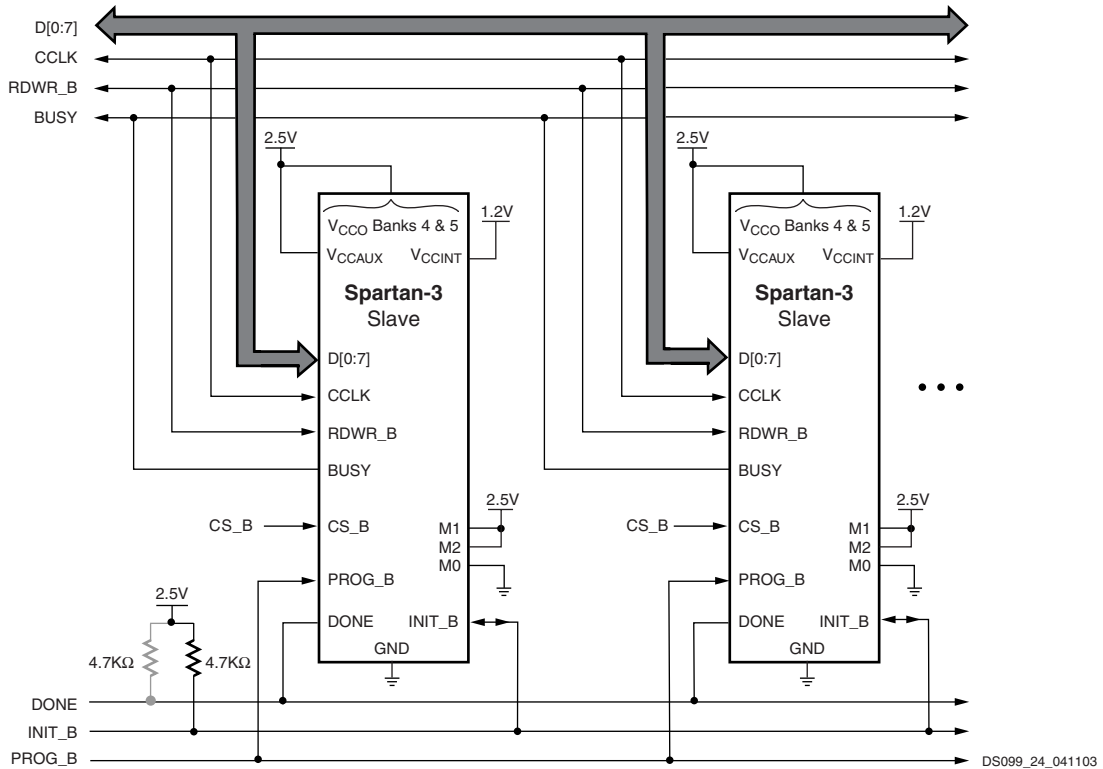 D[0:7]
CCLK
RDWR_B
BUSY
2.5V
2.5V
VCCO Banks 4 & 5
1.2V
VCCAUX VCCINT
Spartan-3
Slave
D[0:7]
CCLK
RDWR_B
BUSY
2.5V
CS_B
CS_B
M1
M2
M0
PROG_B
DONE INIT_B
GND
VCCO Banks 4 & 5
1.2V
VCCAUX VCCINT
Spartan-3
Slave
D[0:7]
CCLK
RDWR_B
BUSY
2.5V
CS_B
CS_B
M1
M2
M0
PROG_B
DONE INIT_B
GND
• • •
2.5V
4.7KΩ
4.7KΩ
DONE
INIT_B
PROG_B
DS099_24_041103